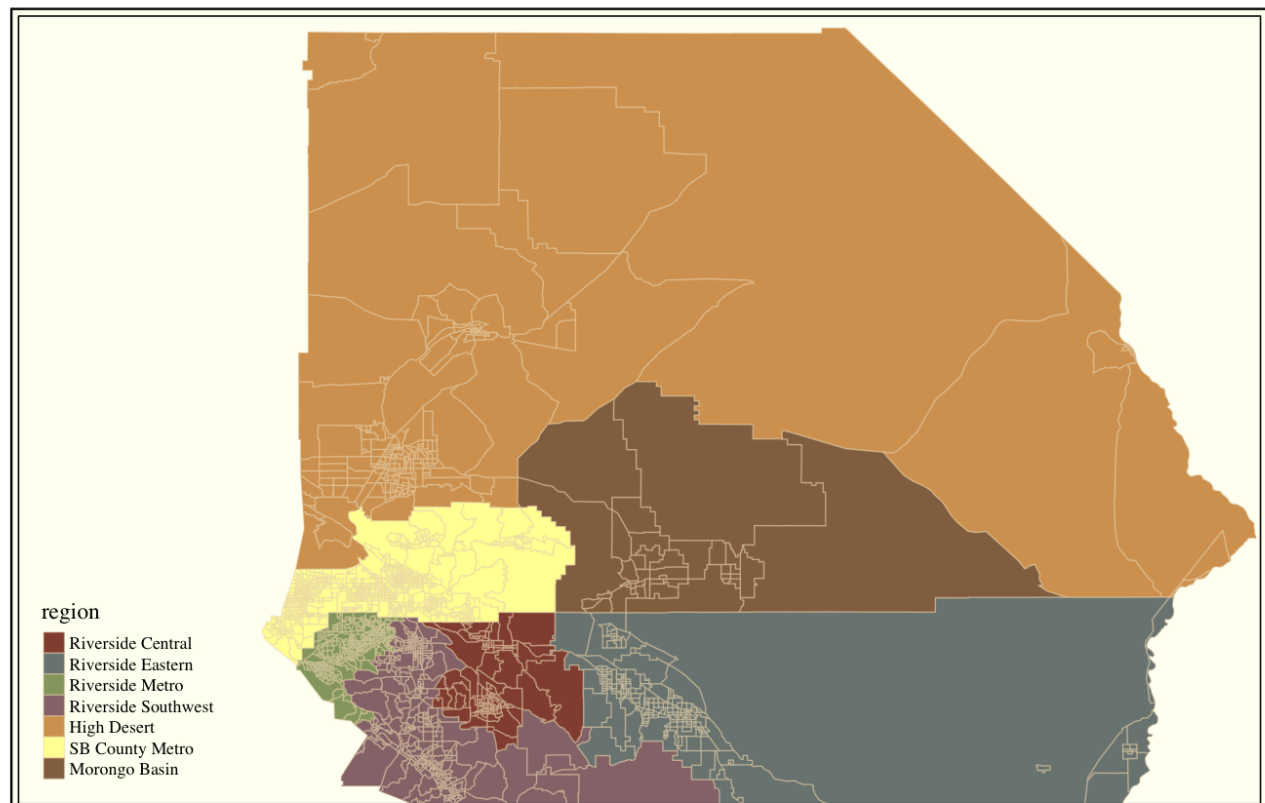 region
Riverside Central
Riverside Eastern
Riverside Metro
Riverside Southwest
High Desert
SB County Metro
Morongo Basin